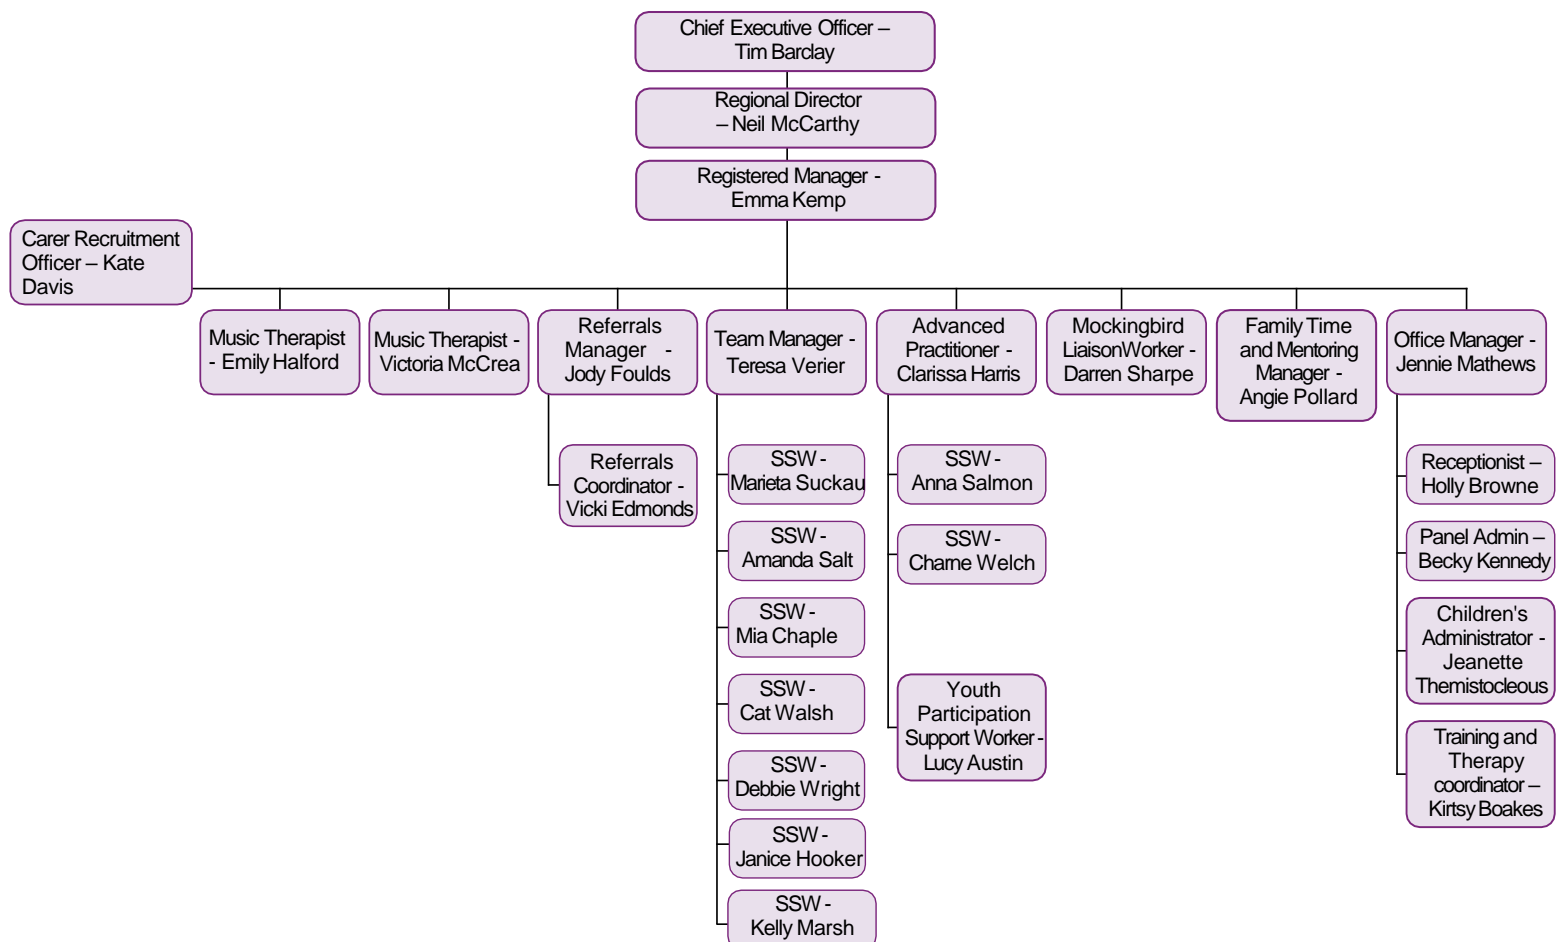 Chief Executive Officer –
Tim Barclay
Regional Director
– Neil McCarthy
Registered Manager -
Emma Kemp
Carer Recruitment
Officer – Kate
Davis
Music Therapist
- Emily Halford
Music Therapist -
Victoria McCrea
Referrals
Manager -
Jody Foulds
Team Manager -
Teresa Verier
Advanced
Practitioner -
Clarissa Harris
Mockingbird
LiaisonWorker -
Darren Sharpe
Family Time
and Mentoring
Manager -
Angie Pollard
Office Manager -
Jennie Mathews
Referrals
Coordinator -
Vicki Edmonds
SSW -
Marieta Suckau
SSW -
Amanda Salt
SSW -
Mia Chaple
SSW -
Cat Walsh
SSW -
Debbie Wright
SSW -
Janice Hooker
SSW -
Kelly Marsh
SSW -
Anna Salmon
SSW -
Charne Welch
Youth
Participation
Support Worker -
Lucy Austin
Receptionist –
Holly Browne
Panel Admin –
Becky Kennedy
Children's
Administrator -
Jeanette
Themistocleous
Training and
Therapy
coordinator –
Kirtsy Boakes